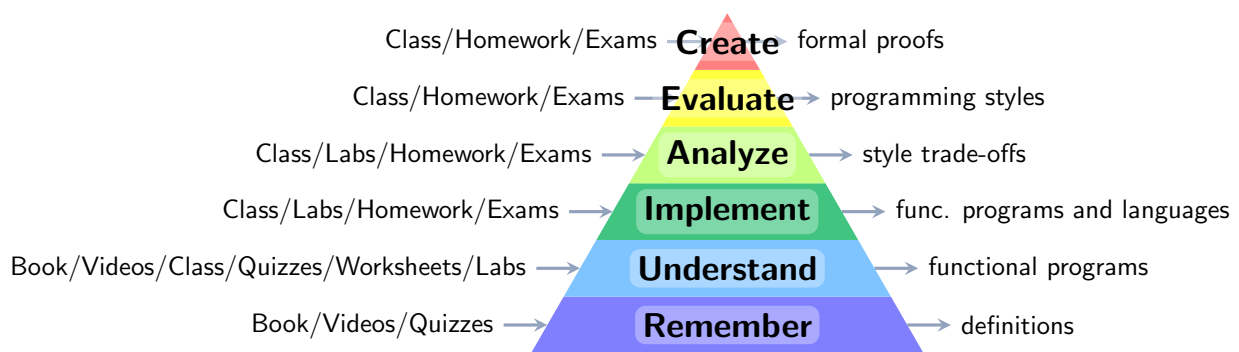 Class/Homework/Exams Create formal proofs
Class/Homework/Exams Evaluate programming styles
Class/Labs/Homework/Exams Analyze style trade-offs
Class/Labs/Homework/Exams Implement func. programs and languages
Book/Videos/Class/Quizzes/Worksheets/Labs Understand functional programs
Book/Videos/Quizzes Remember definitions